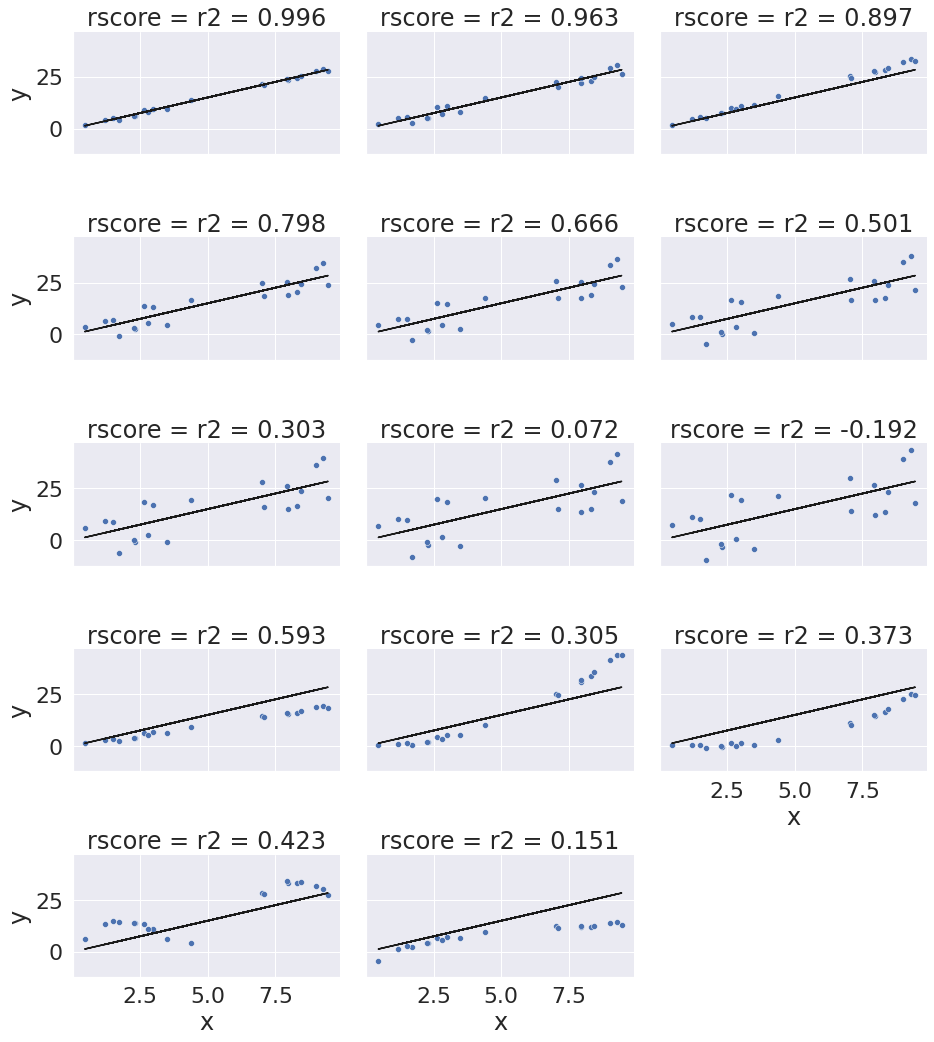 rscore = r2 = 0.996
rscore = r2 = 0.963
rscore = r2 = 0.897
y
25
0
rscore = r2 = 0.798
rscore = r2 = 0.666
rscore = r2 = 0.501
y
25
0
rscore = r2 = 0.303
rscore = r2 = 0.072
rscore = r2 = -0.192
y
25
0
rscore = r2 = 0.593
rscore = r2 = 0.305
rscore = r2 = 0.373
y
25
0
2.5 5.0 7.5
x
rscore = r2 = 0.423
rscore = r2 = 0.151
y
25
0
2.5 5.0 7.5
x
2.5 5.0 7.5
x